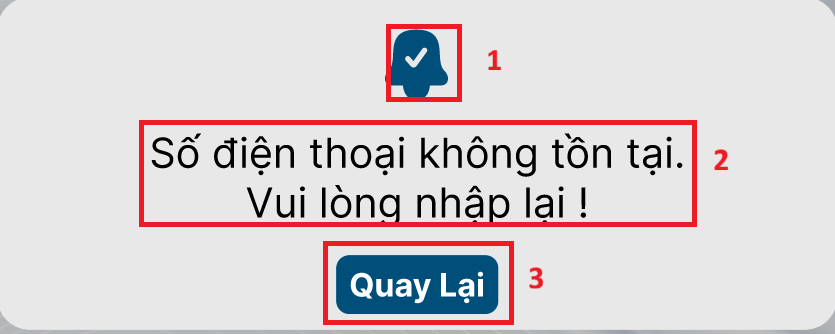 1
Số điện thoại không tồn tại.
Vui lòng nhập lại !
2
Quay Lại
3